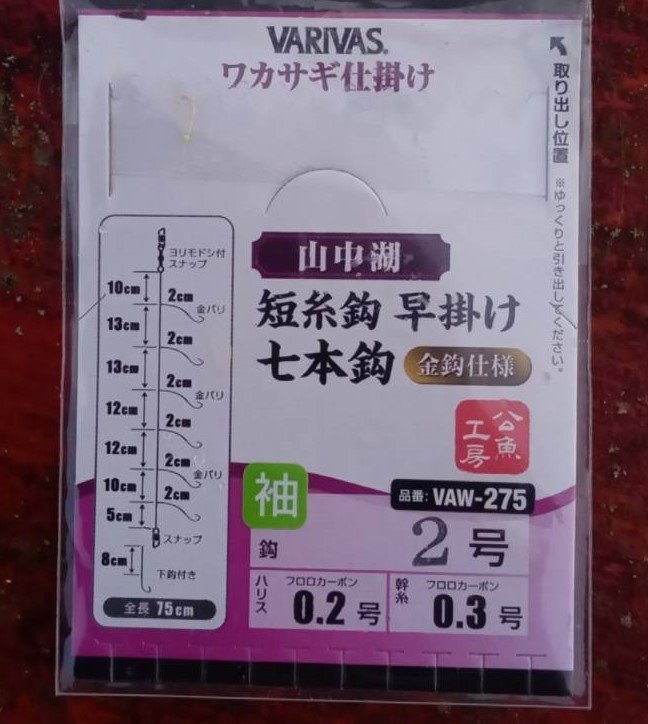 VARIVAS®
ワカサギ仕掛け
取り出し位置
※ゆっくりと引き出してください。
山中湖
短糸鈎 早掛け
七本鈎
金鈎仕様
公魚
工房
ヨリモドシ付
スナップ
10cm
2cm
金バリ
13cm
2cm
13cm
2cm
金バリ
12cm
2cm
12cm
2cm
金バリ
10cm
2cm
5cm
スナップ
8cm
下鈎付き
全長 75cm
袖
品番: VAW-275
鈎
2号
ハリス
フロロカーボン
0.2号
幹糸
フロロカーボン
0.3号